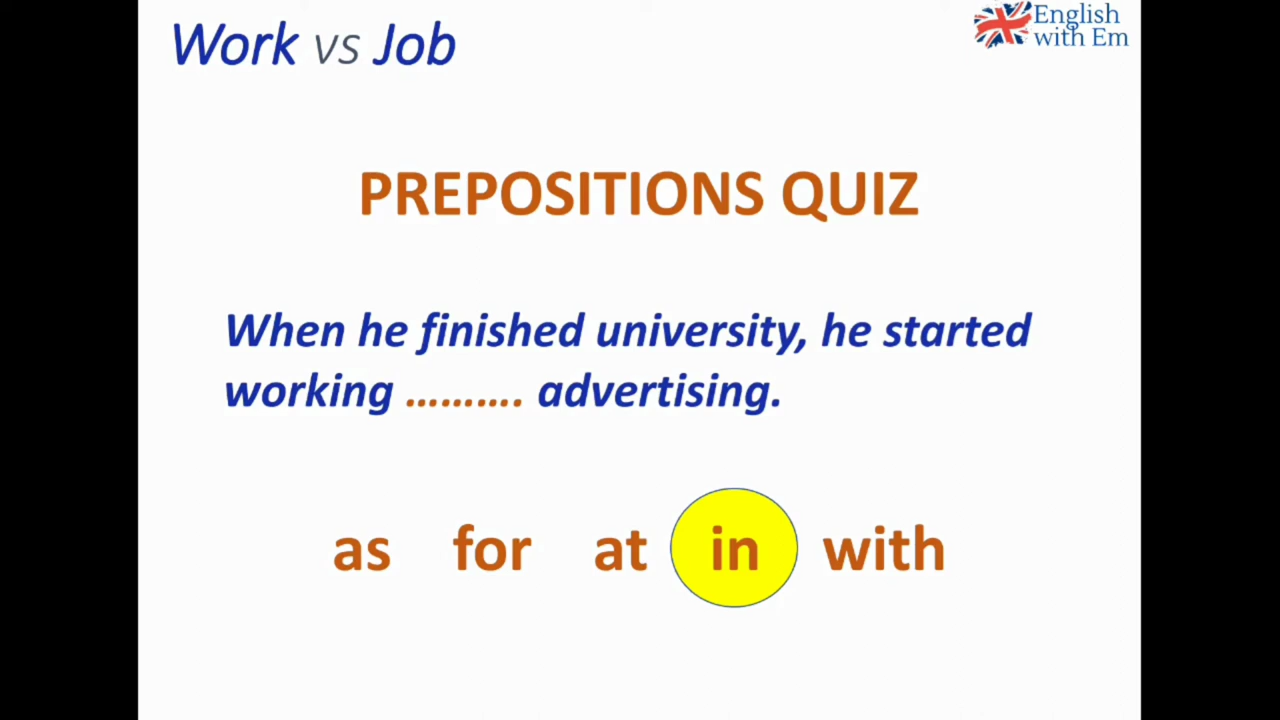 Work vs Job
English
with Em
PREPOSITIONS QUIZ
When he finished university, he started
working .......... advertising.
as for at in with